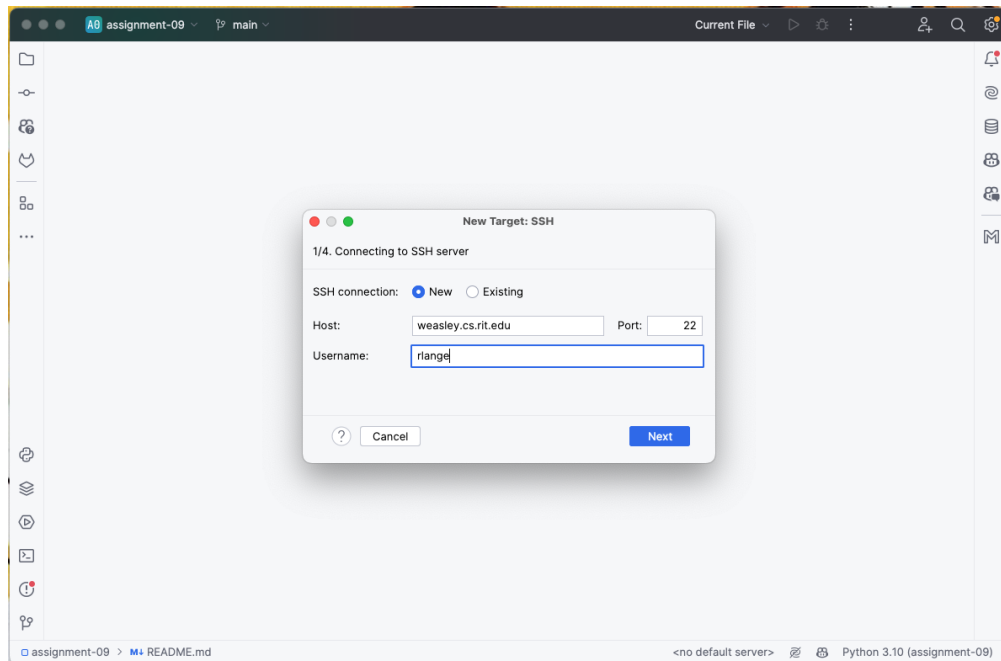 A0 assignment-09 main Current File
New Target: SSH
1/4. Connecting to SSH server
SSH connection: New Existing
Host: weasley.cs.rit.edu Port: 22
Username: rlange
? Cancel Next
assignment-09 > M↓ README.md <no default server> Python 3.10 (assignment-09)